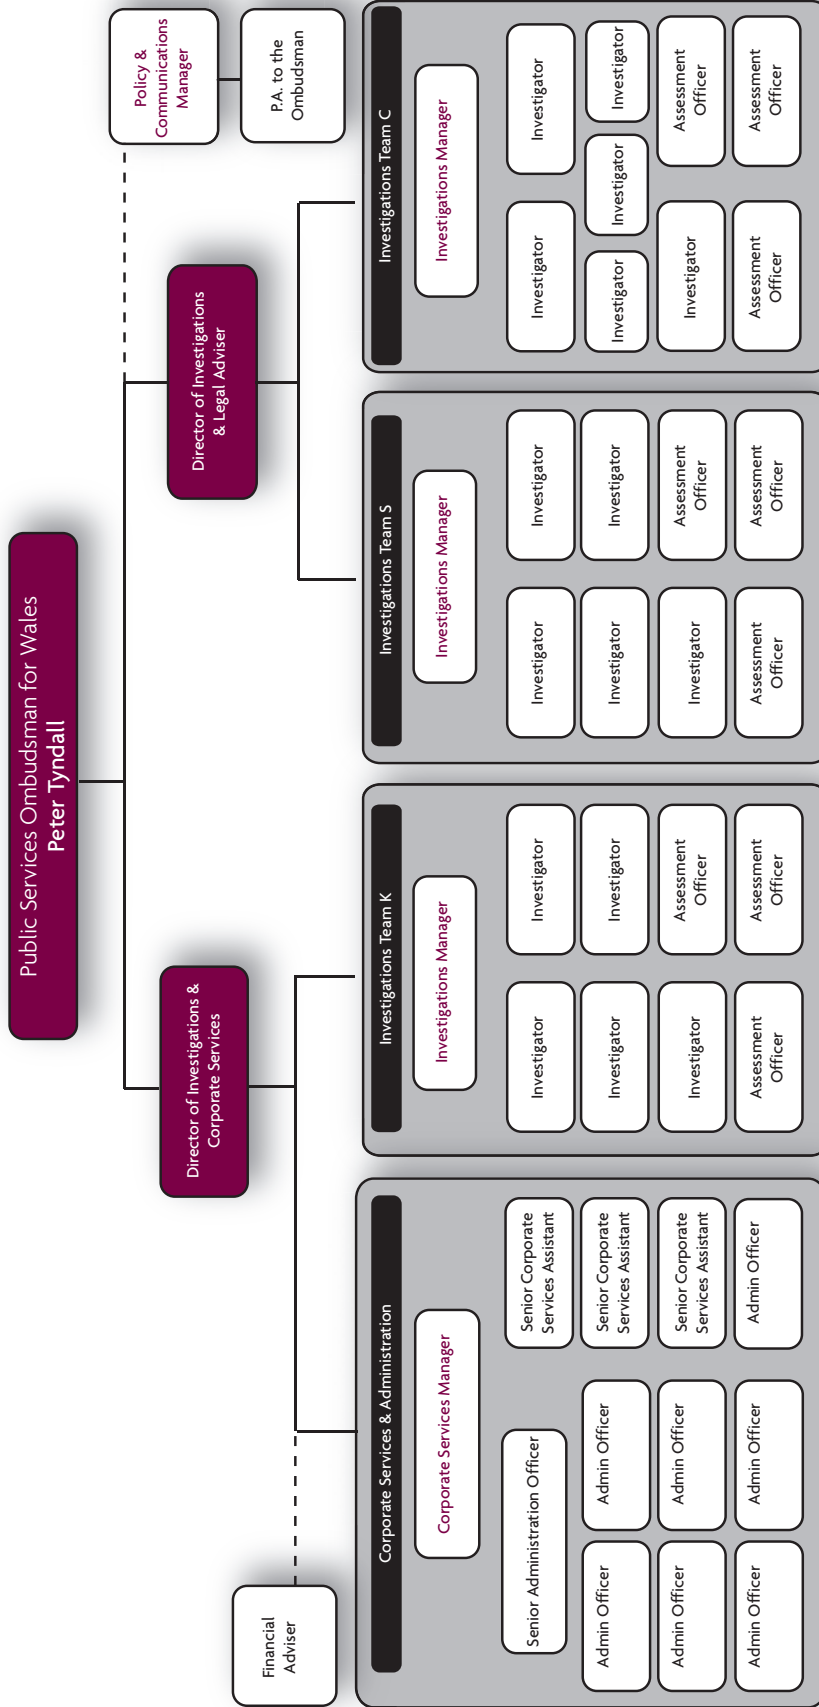 Public Services Ombudsman for Wales
Peter Tyndall
Policy &
Communications
Manager
P.A. to the
Ombudsman
Director of Investigations &
Corporate Services
Director of Investigations
& Legal Adviser
Financial
Adviser
Corporate Services & Administration
Corporate Services Manager
Senior Administration Officer
Senior Corporate
Services Assistant
Admin Officer
Admin Officer
Senior Corporate
Services Assistant
Admin Officer
Admin Officer
Senior Corporate
Services Assistant
Admin Officer
Admin Officer
Admin Officer
Investigations Team K
Investigations Manager
Investigator
Investigator
Investigator
Investigator
Investigator
Assessment
Officer
Assessment
Officer
Assessment
Officer
Investigations Team S
Investigations Manager
Investigator
Investigator
Investigator
Investigator
Investigator
Assessment
Officer
Assessment
Officer
Assessment
Officer
Investigations Team C
Investigations Manager
Investigator
Investigator
Investigator
Investigator
Investigator
Investigator
Assessment
Officer
Assessment
Officer
Assessment
Officer